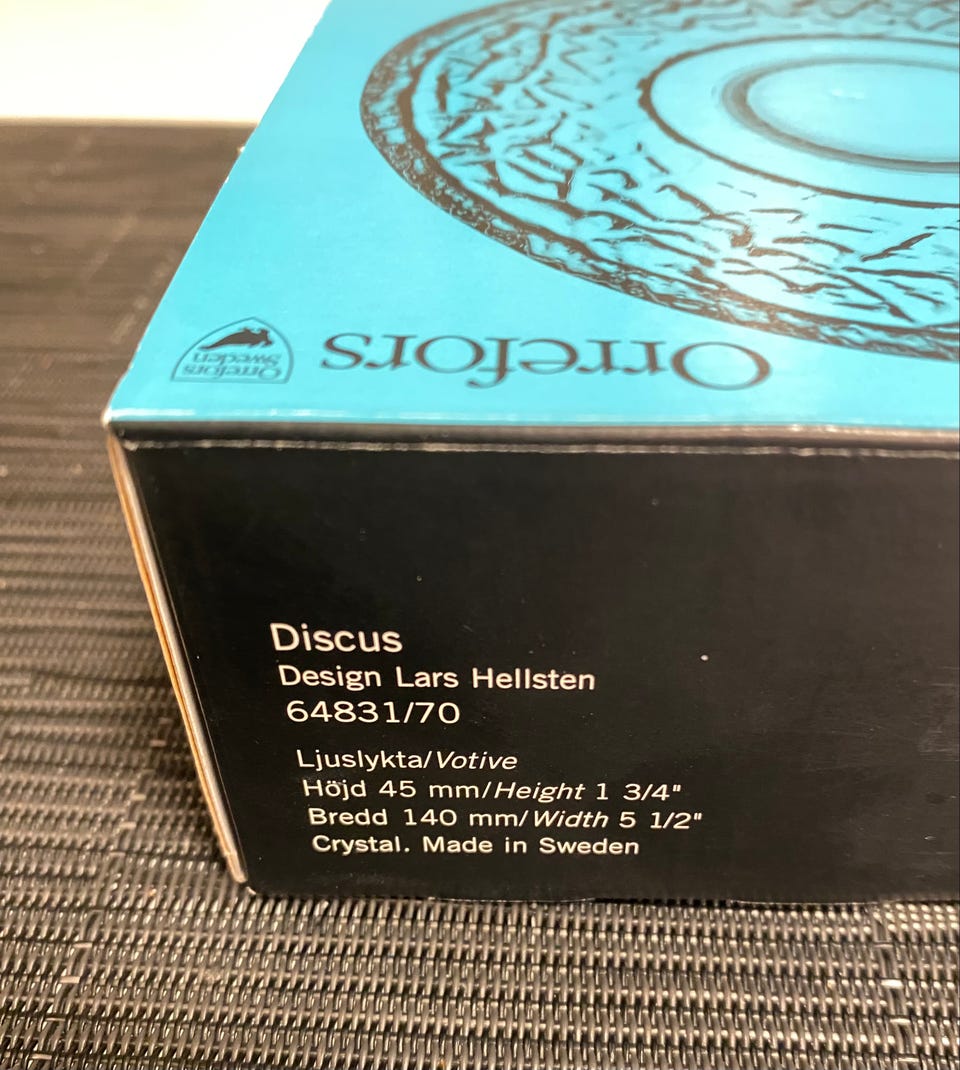 Orrefors
Orrefors
Sweden
Discus
Design Lars Hellsten
64831/70
Ljuslykta/Votive
Höjd 45 mm/Height 1 3/4"
Bredd 140 mm/Width 5 1/2"
Crystal. Made in Sweden